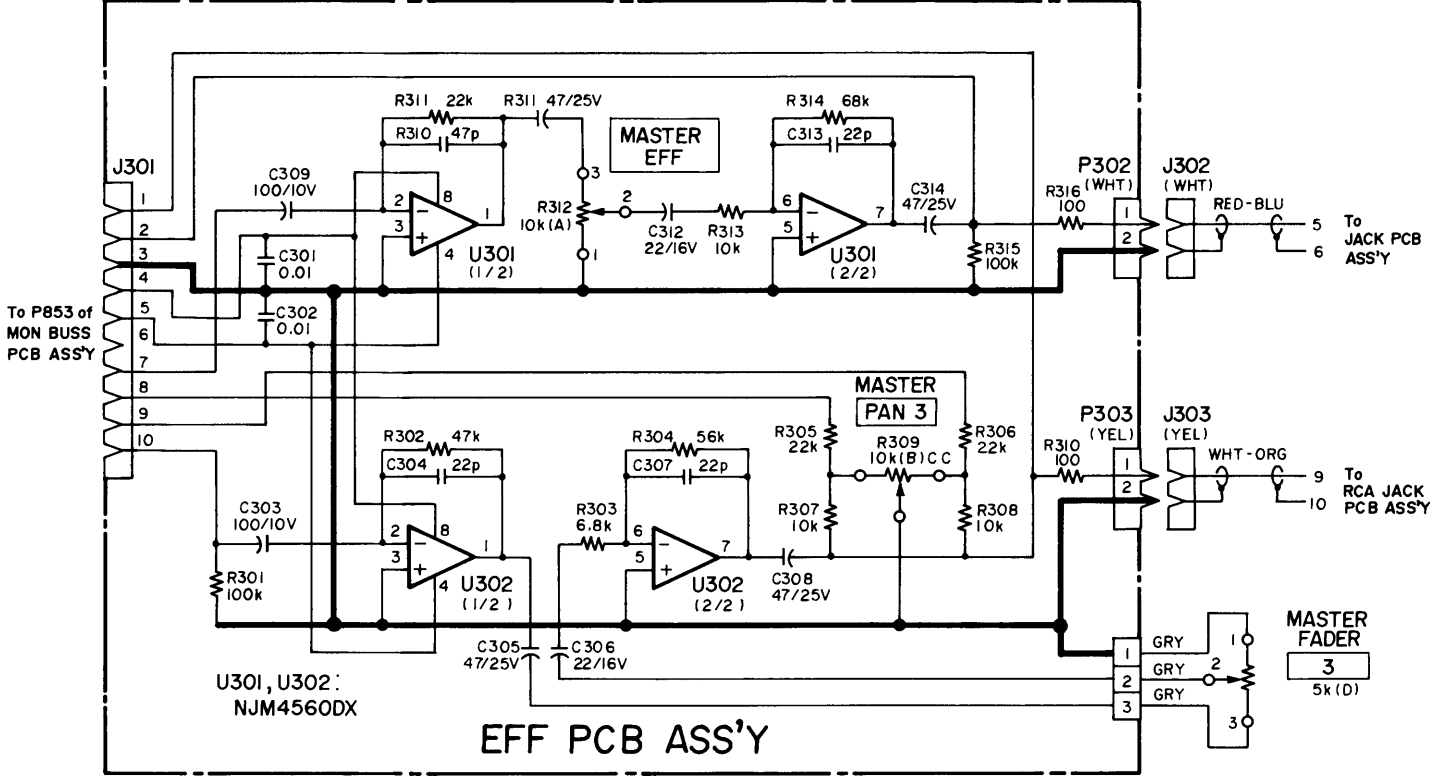 R311 22k
R311 47/25V
R310 47p
MASTER
EFF
R314 68k
C313 22p
J301
P302
(WHT)
J302
(WHT)
C309
100/10V
1
2
3
4
5
6
7
8
9
10
To P853 of
MON BUSS
PCB ASS'Y
2
3
8
1
4
−
+
U301
(1/2)
3
R312
10k(A)
2
1
C312
22/16V
R313
10k
6
5
7
−
+
U301
(2/2)
C314
47/25V
R315
100k
R316
100
1
2
RED-BLU
5
6
To
JACK PCB
ASS'Y
C301
0.01
C302
0.01
MASTER
PAN 3
P303
(YEL)
J303
(YEL)
R302 47k
C304 22p
R304 56k
C307 22p
R305
22k
R309
10k(B)CC
R306
22k
R310
100
1
2
WHT-ORG
9
10
To
RCA JACK
PCB ASS'Y
C303
100/10V
2
3
8
1
4
−
+
U302
(1/2)
R303
6.8k
6
5
7
−
+
U302
(2/2)
R307
10k
R308
10k
C308
47/25V
R301
100k
C305
47/25V
C306
22/16V
1
2
3
GRY
GRY
GRY
1
2
3
MASTER
FADER
3
5k(D)
U301, U302:
NJM4560DX
EFF PCB ASS'Y